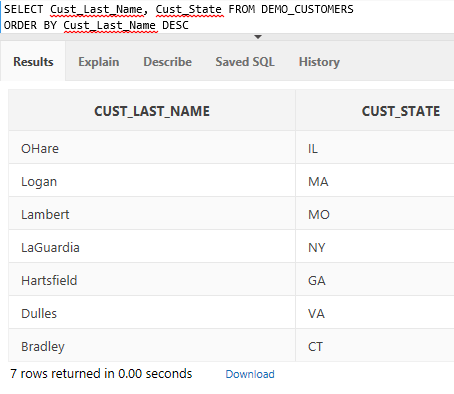 SELECT Cust_Last_Name, Cust_State FROM DEMO_CUSTOMERS
ORDER BY Cust_Last_Name DESC
Results Explain Describe Saved SQL History
CUST_LAST_NAME CUST_STATE
OHare IL
Logan MA
Lambert MO
LaGuardia NY
Hartsfield GA
Dulles VA
Bradley CT
7 rows returned in 0.00 seconds Download